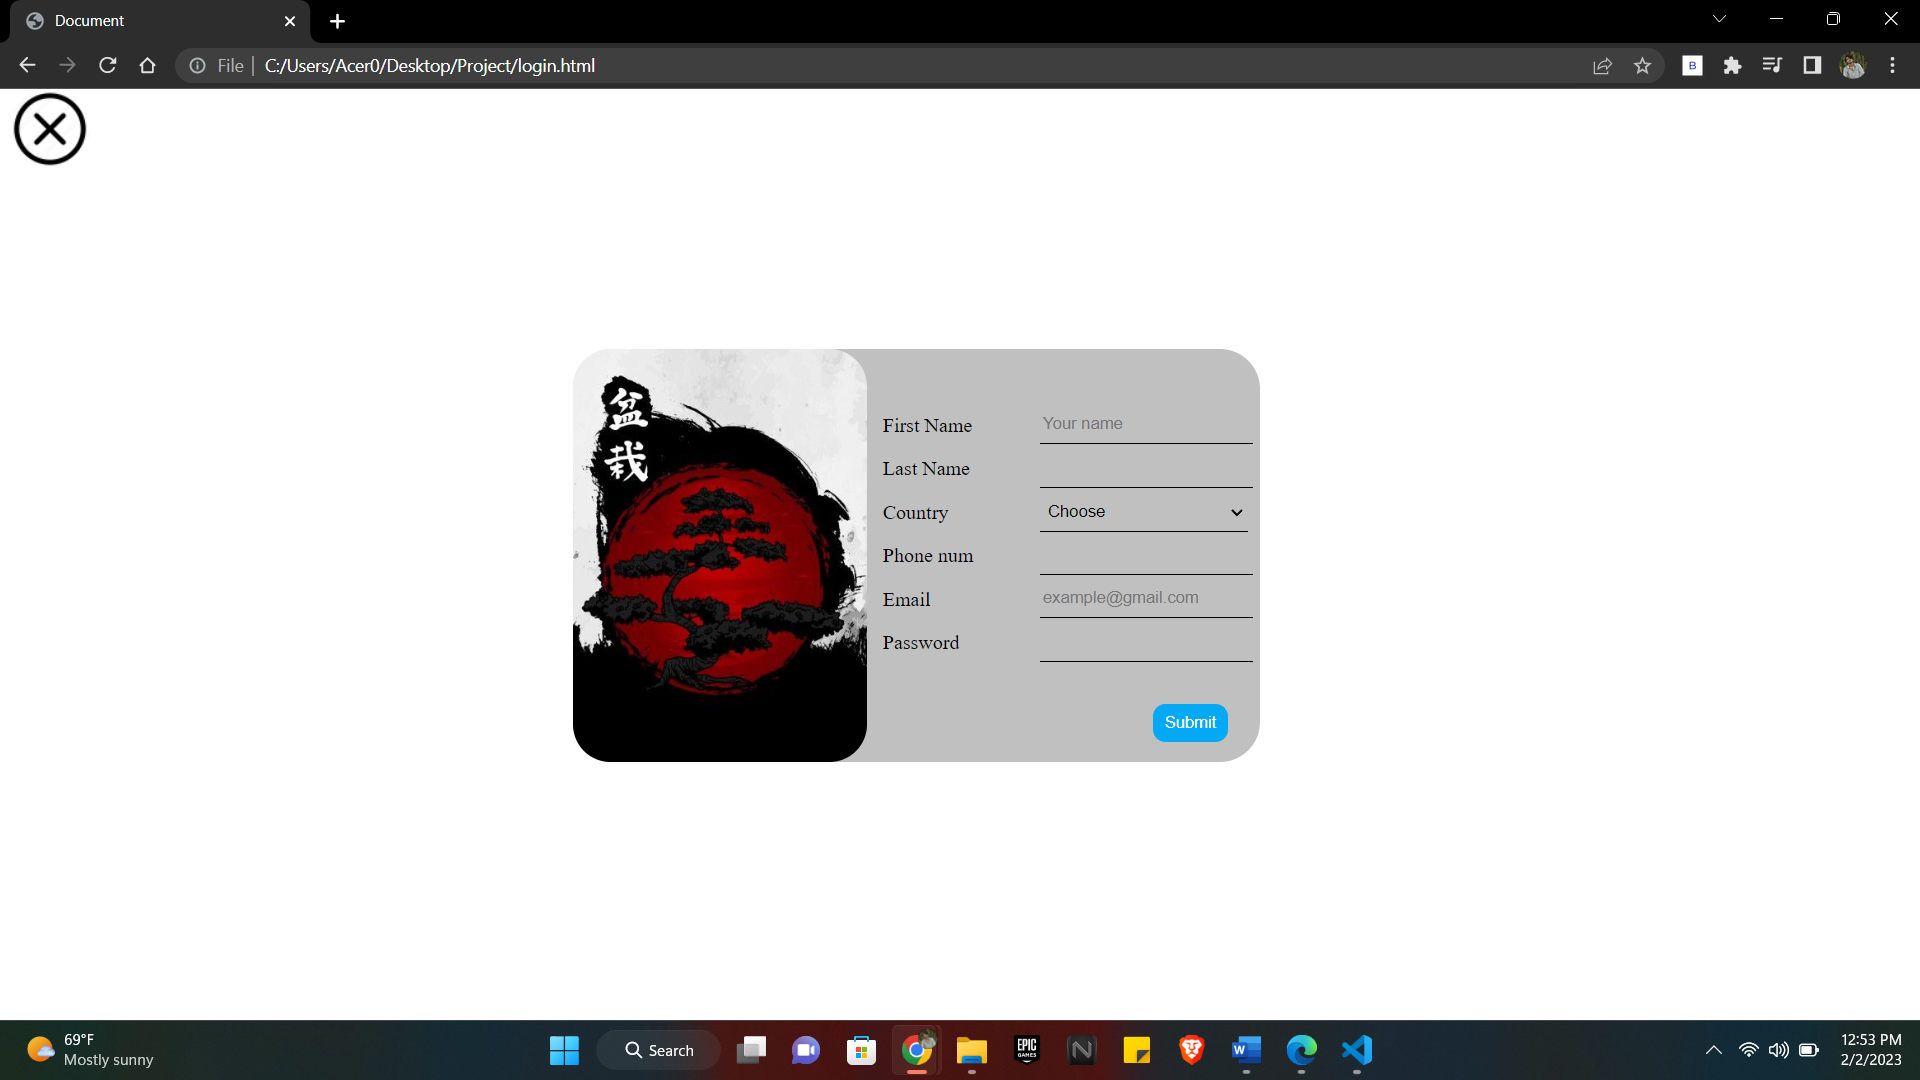 Document
File
C:/Users/Acer0/Desktop/Project/login.html
B
盆
栽
First Name
Your name
Last Name
Country
Choose
Phone num
Email
example@gmail.com
Password
Submit
69°F
Mostly sunny
Search
EPIC
GAMES
N
W
12:53 PM
2/2/2023